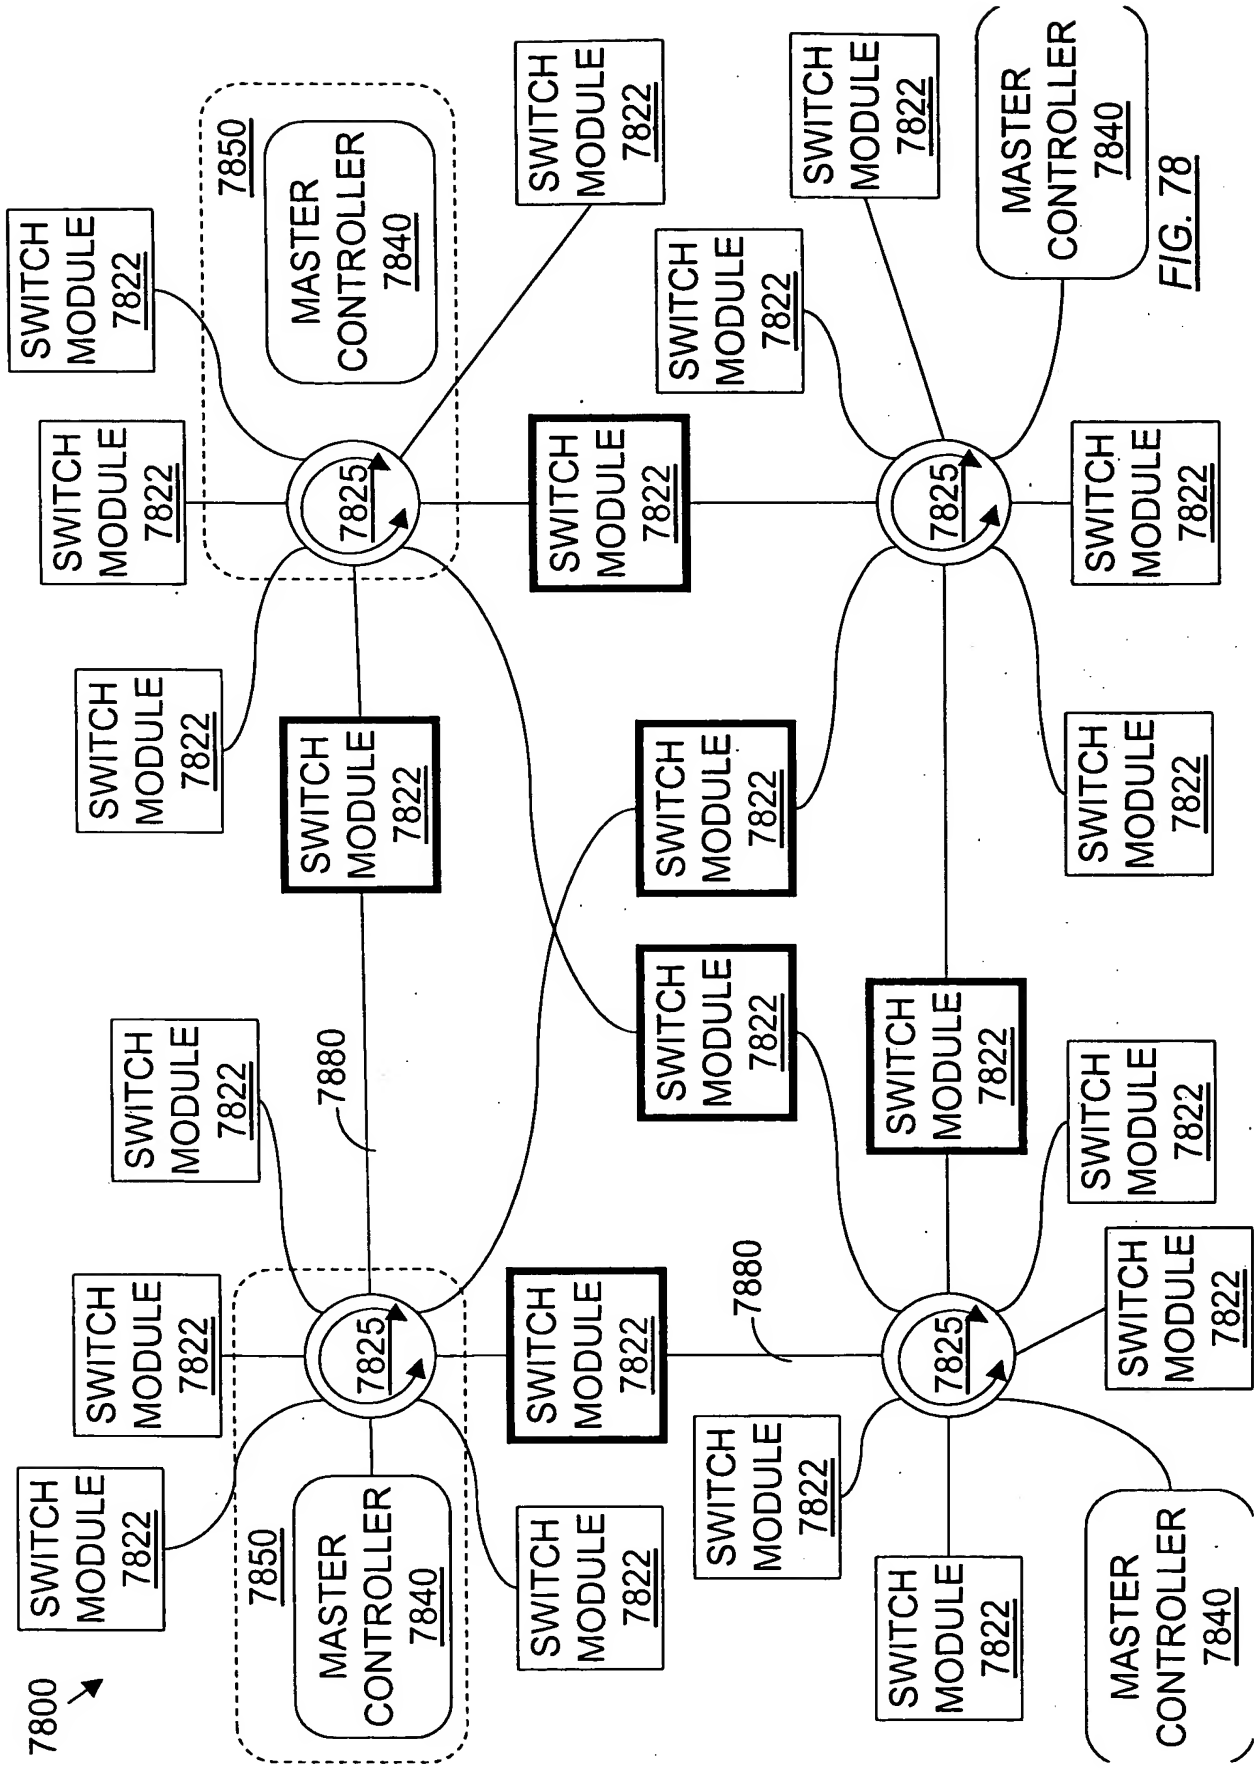 7800
SWITCH
MODULE
7822
SWITCH
MODULE
7822
SWITCH
MODULE
7822
SWITCH
MODULE
7822
SWITCH
MODULE
7822
SWITCH
MODULE
7822
7850
MASTER
CONTROLLER
7840
7825
7880
SWITCH
MODULE
7822
7825
7850
MASTER
CONTROLLER
7840
SWITCH
MODULE
7822
SWITCH
MODULE
7822
SWITCH
MODULE
7822
SWITCH
MODULE
7822
SWITCH
MODULE
7822
7880
SWITCH
MODULE
7822
SWITCH
MODULE
7822
SWITCH
MODULE
7822
SWITCH
MODULE
7822
SWITCH
MODULE
7822
7825
SWITCH
MODULE
7822
7825
MASTER
CONTROLLER
7840
MASTER
CONTROLLER
7840
SWITCH
MODULE
7822
SWITCH
MODULE
7822
SWITCH
MODULE
7822
SWITCH
MODULE
7822
FIG. 78